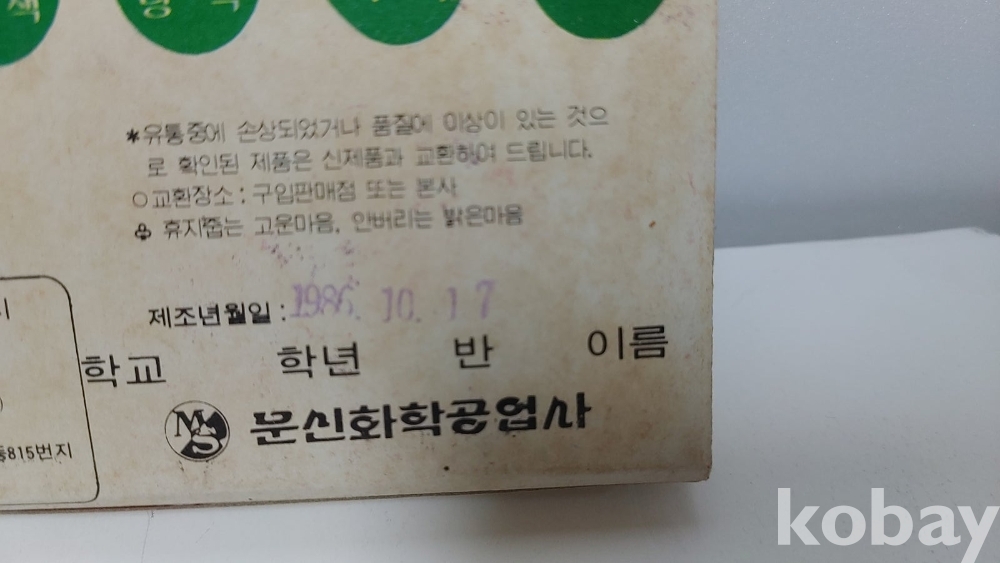 색
*유통중에 손상되었거나 품질에 이상이 있는 것으
로 확인된 제품은 신제품과 교환하여 드립니다.
○교환장소 : 구입판매점 또는 본사
♣ 휴지줍는 고운마음, 안버리는 밝은마음
제조년월일 : 1986. 10. 17
학교 학년 반 이름
MS 문신화학공업사
815번지
kobay